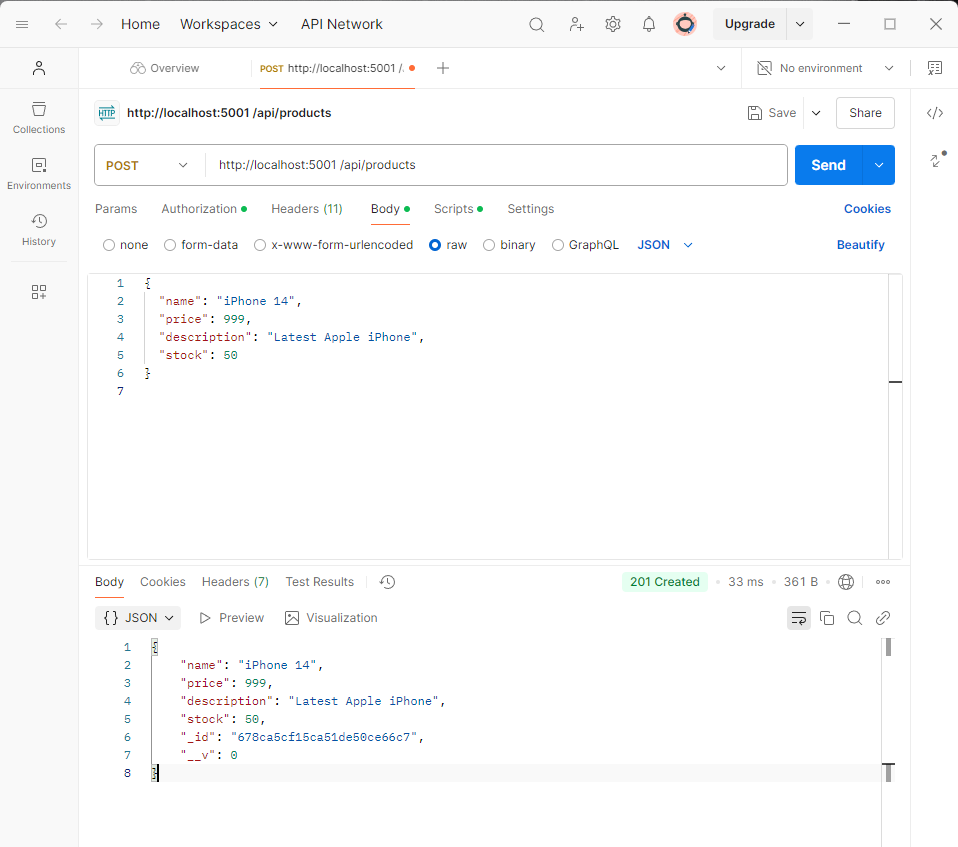 Home Workspaces API Network Upgrade
Overview POST http://localhost:5001 /. No environment
HTTP http://localhost:5001 /api/products Save Share
Collections
POST http://localhost:5001 /api/products Send
Environments
Params Authorization Headers (11) Body Scripts Settings Cookies
History
none form-data x-www-form-urlencoded raw binary GraphQL JSON Beautify
1 {
2 "name": "iPhone 14",
3 "price": 999,
4 "description": "Latest Apple iPhone",
5 "stock": 50
6 }
7
Body Cookies Headers (7) Test Results 201 Created • 33 ms • 361 B •
{} JSON Preview Visualization
1 {
2 "name": "iPhone 14",
3 "price": 999,
4 "description": "Latest Apple iPhone",
5 "stock": 50,
6 "_id": "678ca5cf15ca51de50ce66c7",
7 "__v": 0
8 }